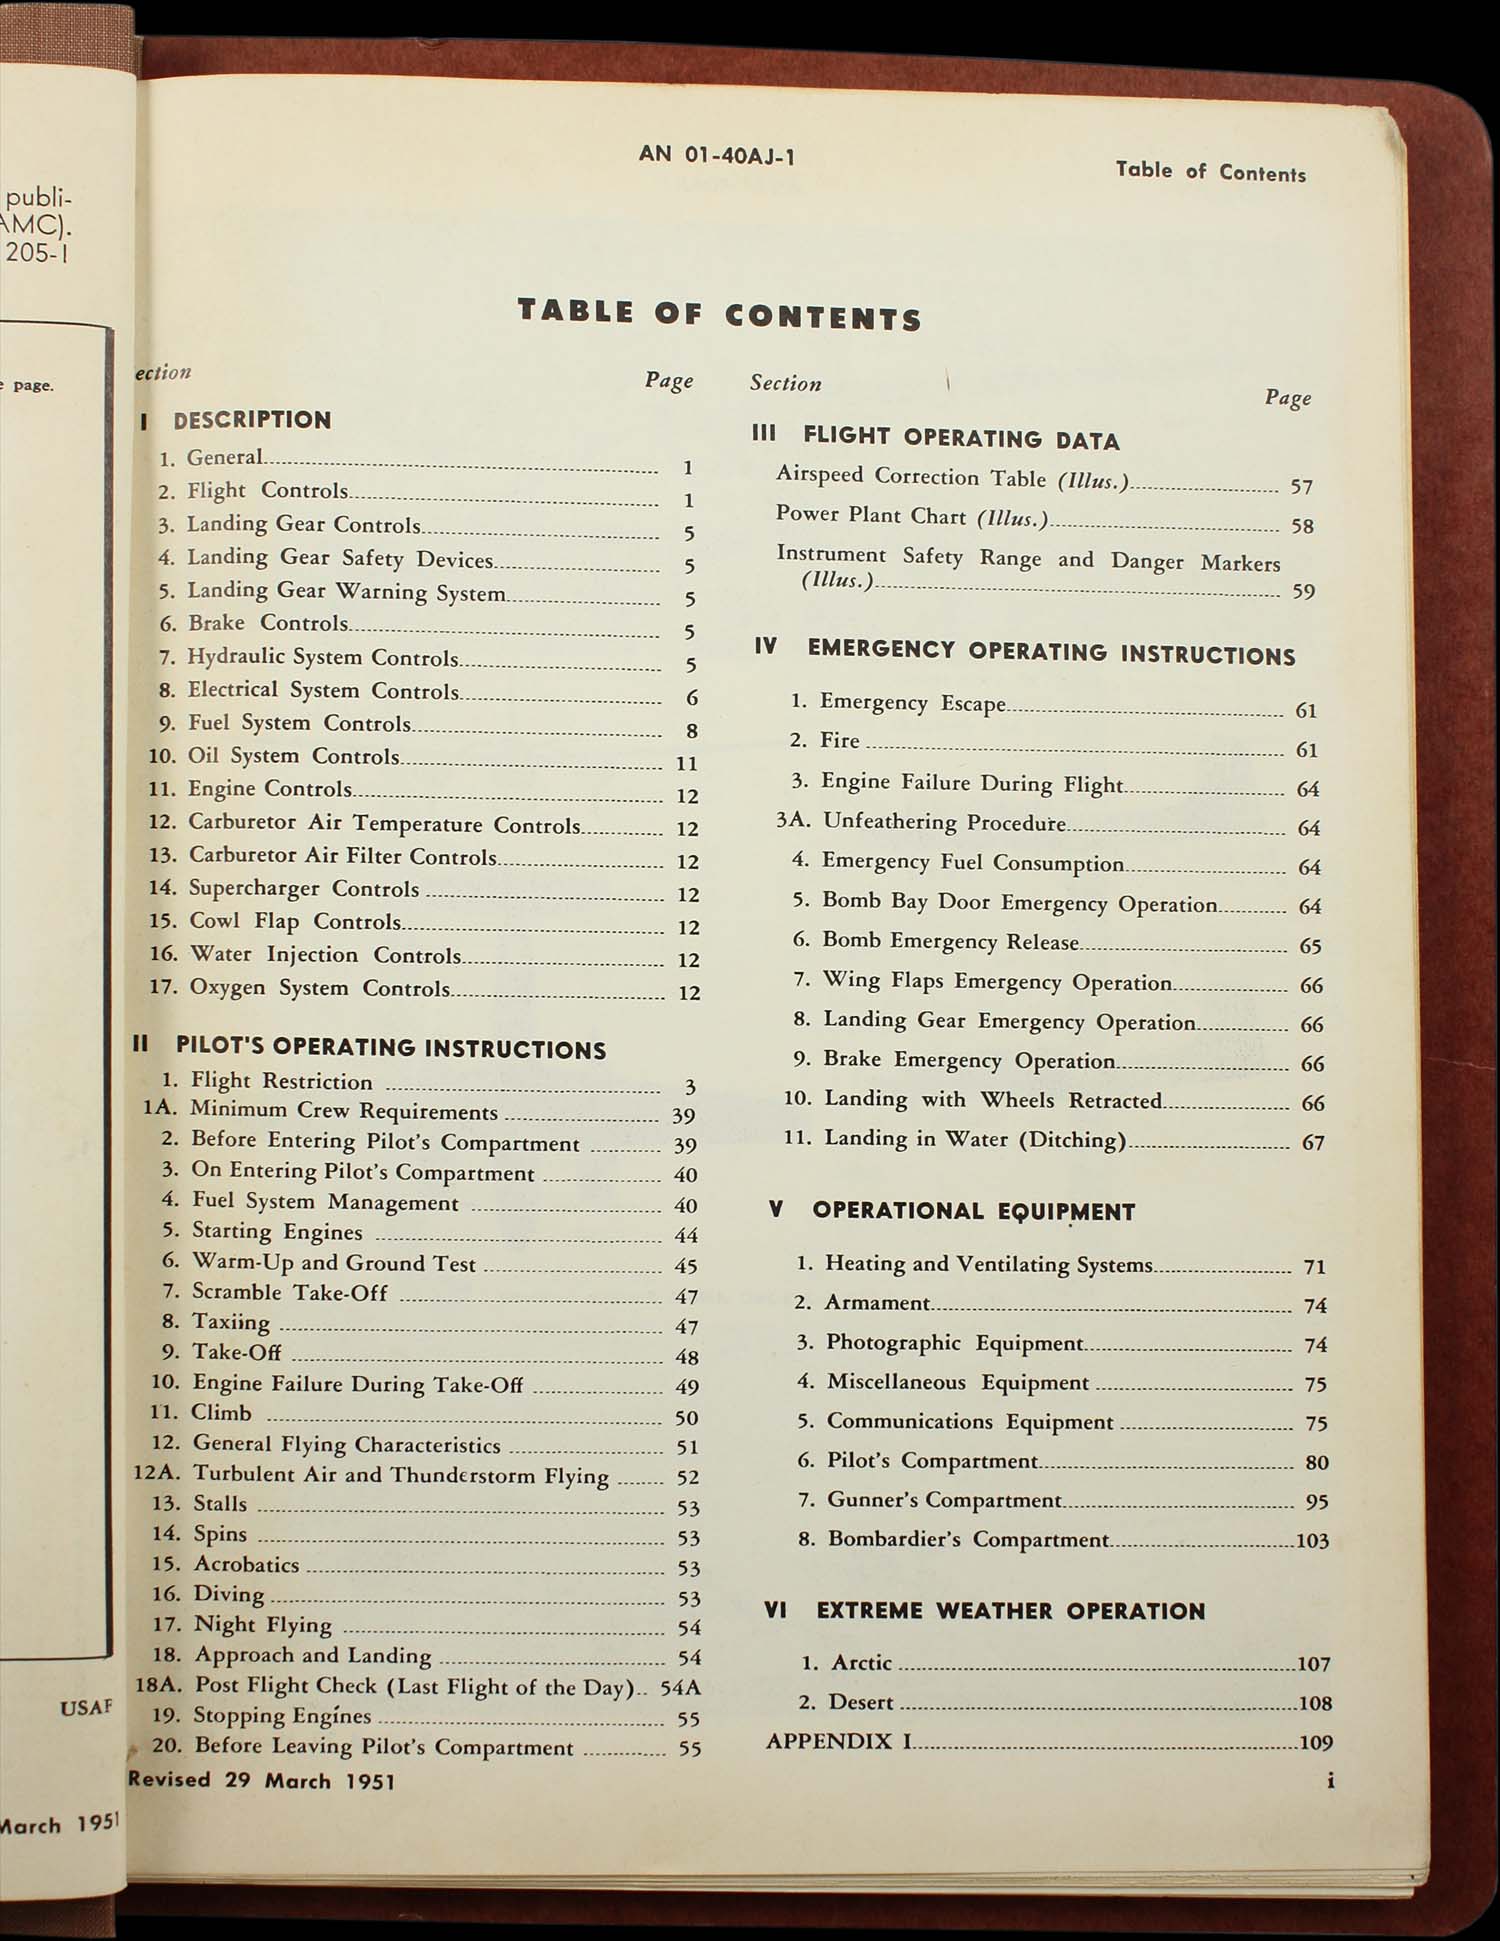 publi-
AMC).
205-1
page.
USAF
March 1951
AN 01-40AJ-1
Table of Contents
TABLE OF CONTENTS
ection Page
I DESCRIPTION
1. General 1
2. Flight Controls 1
3. Landing Gear Controls 5
4. Landing Gear Safety Devices 5
5. Landing Gear Warning System 5
6. Brake Controls 5
7. Hydraulic System Controls 5
8. Electrical System Controls 6
9. Fuel System Controls 8
10. Oil System Controls 11
11. Engine Controls 12
12. Carburetor Air Temperature Controls 12
13. Carburetor Air Filter Controls 12
14. Supercharger Controls 12
15. Cowl Flap Controls 12
16. Water Injection Controls 12
17. Oxygen System Controls 12
II PILOT'S OPERATING INSTRUCTIONS
1. Flight Restriction 3
1A. Minimum Crew Requirements 39
2. Before Entering Pilot's Compartment 39
3. On Entering Pilot's Compartment 40
4. Fuel System Management 40
5. Starting Engines 44
6. Warm-Up and Ground Test 45
7. Scramble Take-Off 47
8. Taxiing 47
9. Take-Off 48
10. Engine Failure During Take-Off 49
11. Climb 50
12. General Flying Characteristics 51
12A. Turbulent Air and Thunderstorm Flying 52
13. Stalls 53
14. Spins 53
15. Acrobatics 53
16. Diving 53
17. Night Flying 54
18. Approach and Landing 54
18A. Post Flight Check (Last Flight of the Day) 54A
19. Stopping Engines 55
20. Before Leaving Pilot's Compartment 55
Section Page
III FLIGHT OPERATING DATA
Airspeed Correction Table (Illus.) 57
Power Plant Chart (Illus.) 58
Instrument Safety Range and Danger Markers
(Illus.) 59
IV EMERGENCY OPERATING INSTRUCTIONS
1. Emergency Escape 61
2. Fire 61
3. Engine Failure During Flight 64
3A. Unfeathering Procedure 64
4. Emergency Fuel Consumption 64
5. Bomb Bay Door Emergency Operation 64
6. Bomb Emergency Release 65
7. Wing Flaps Emergency Operation 66
8. Landing Gear Emergency Operation 66
9. Brake Emergency Operation 66
10. Landing with Wheels Retracted 66
11. Landing in Water (Ditching) 67
V OPERATIONAL EQUIPMENT
1. Heating and Ventilating Systems 71
2. Armament 74
3. Photographic Equipment 74
4. Miscellaneous Equipment 75
5. Communications Equipment 75
6. Pilot's Compartment 80
7. Gunner's Compartment 95
8. Bombardier's Compartment 103
VI EXTREME WEATHER OPERATION
1. Arctic 107
2. Desert 108
APPENDIX I 109
Revised 29 March 1951
i